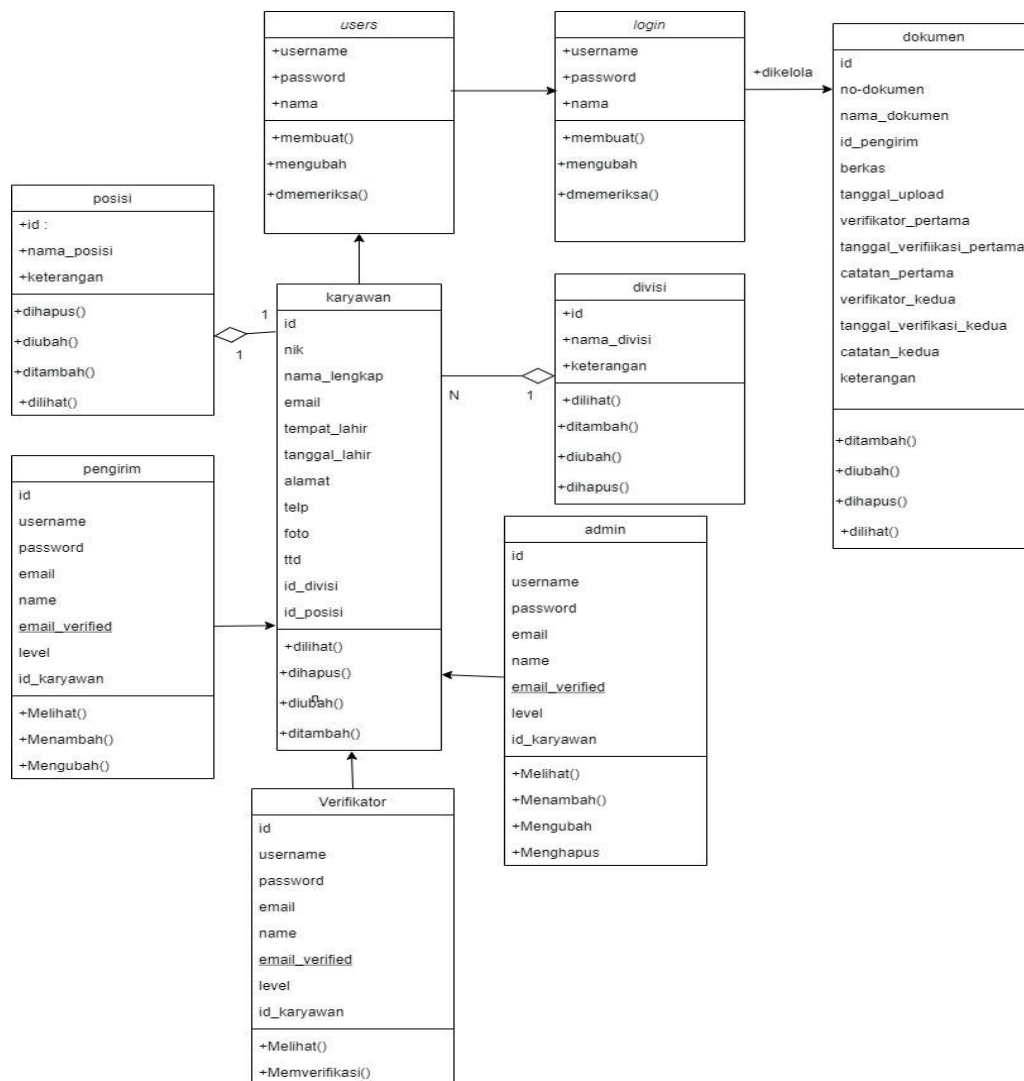 users
+username
+password
+nama
+membuat()
+mengubah
+dmemeriksa()
login
+username
+password
+nama
+membuat()
+mengubah
+dmemeriksa()
+dikelola
dokumen
id
no-dokumen
nama_dokumen
id_pengirim
berkas
tanggal_upload
verifikator_pertama
tanggal_verifiikasi_pertama
catatan_pertama
verifikator_kedua
tanggal_verifikasi_kedua
catatan_kedua
keterangan
+ditambah()
+diubah()
+dihapus()
+dilihat()
posisi
+id :
+nama_posisi
+keterangan
+dihapus()
+diubah()
+ditambah()
+dilihat()
1
1
karyawan
id
nik
nama_lengkap
email
tempat_lahir
tanggal_lahir
alamat
telp
foto
ttd
id_divisi
id_posisi
+dilihat()
+dihapus()
+diubah()
+ditambah()
N
1
divisi
+id
+nama_divisi
+keterangan
+dilihat()
+ditambah()
+diubah()
+dihapus()
pengirim
id
username
password
email
name
email_verified
level
id_karyawan
+Melihat()
+Menambah()
+Mengubah()
admin
id
username
password
email
name
email_verified
level
id_karyawan
+Melihat()
+Menambah()
+Mengubah
+Menghapus
Verifikator
id
username
password
email
name
email_verified
level
id_karyawan
+Melihat()
+Memverifikasi()